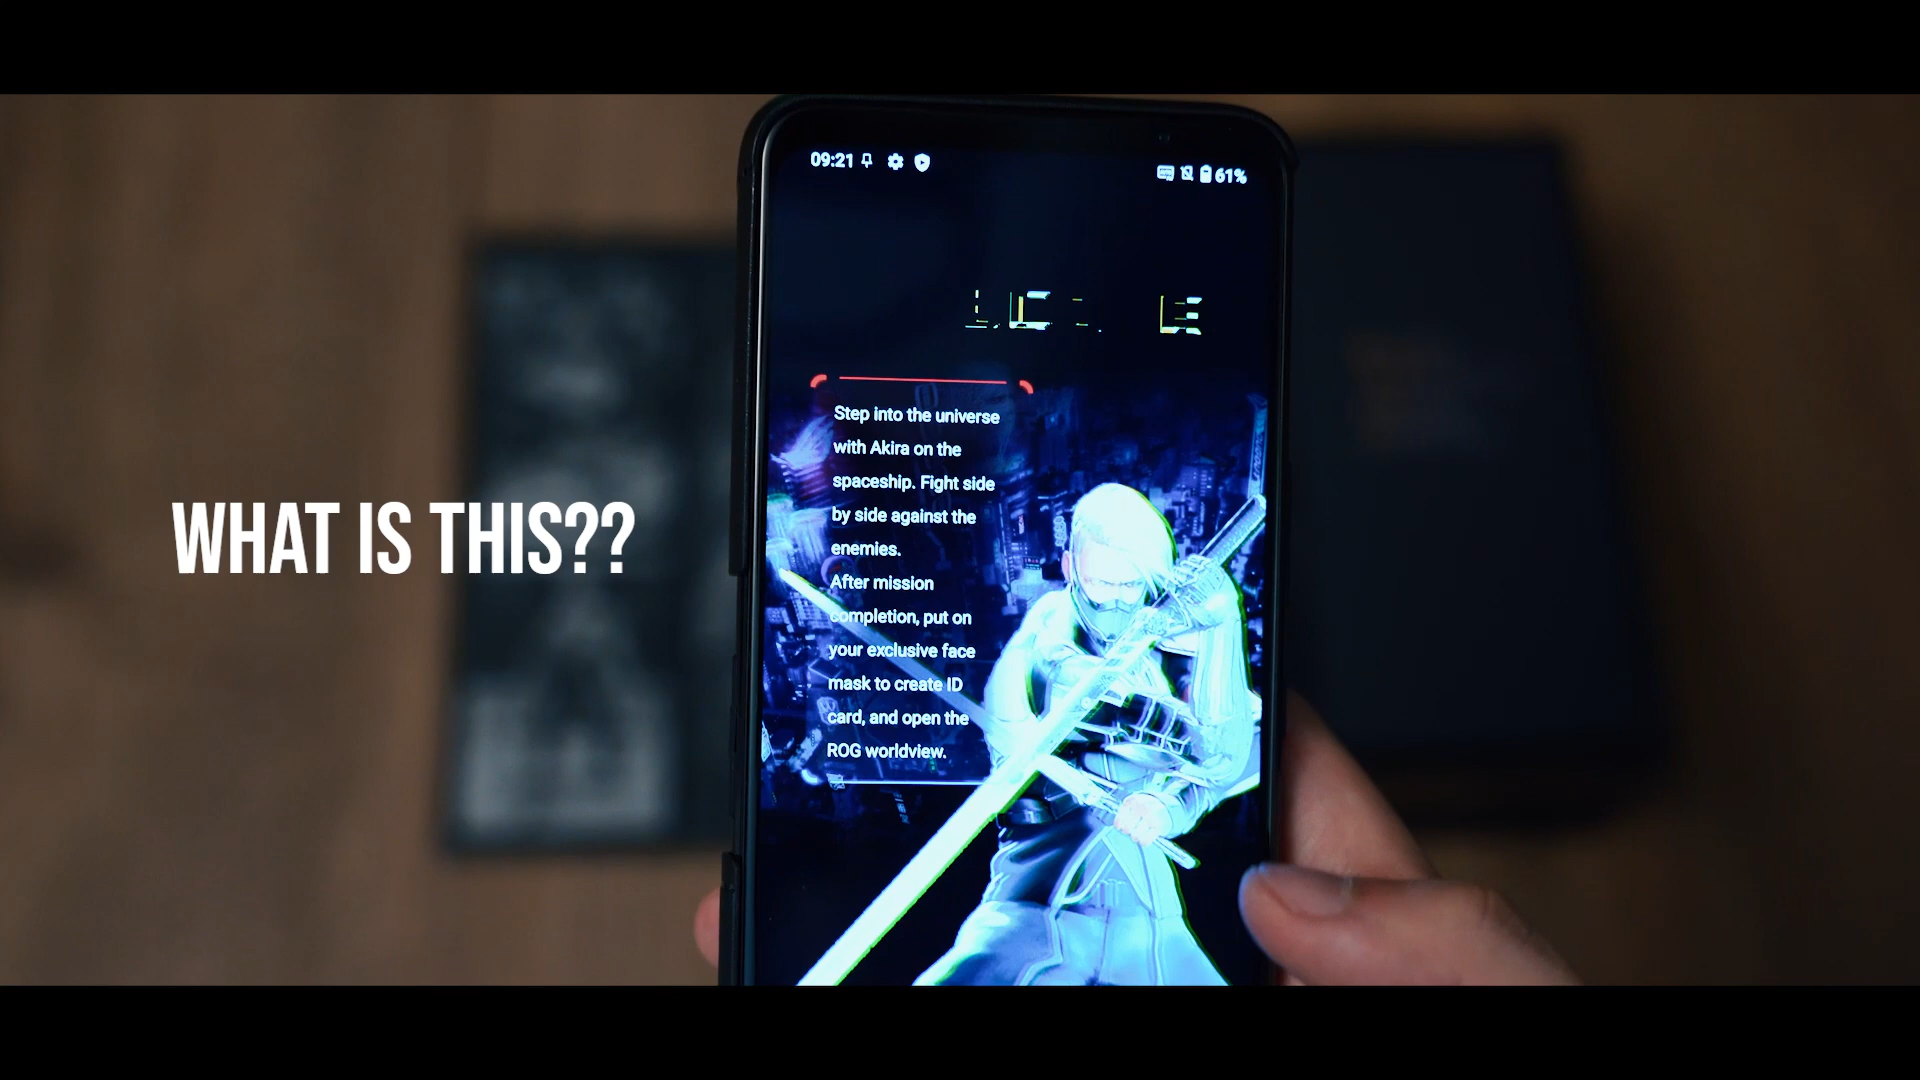 09:21
61%
WHAT IS THIS??
Step into the universe
with Akira on the
spaceship. Fight side
by side against the
enemies.
After mission
completion, put on
your exclusive face
mask to create ID
card, and open the
ROG worldview.